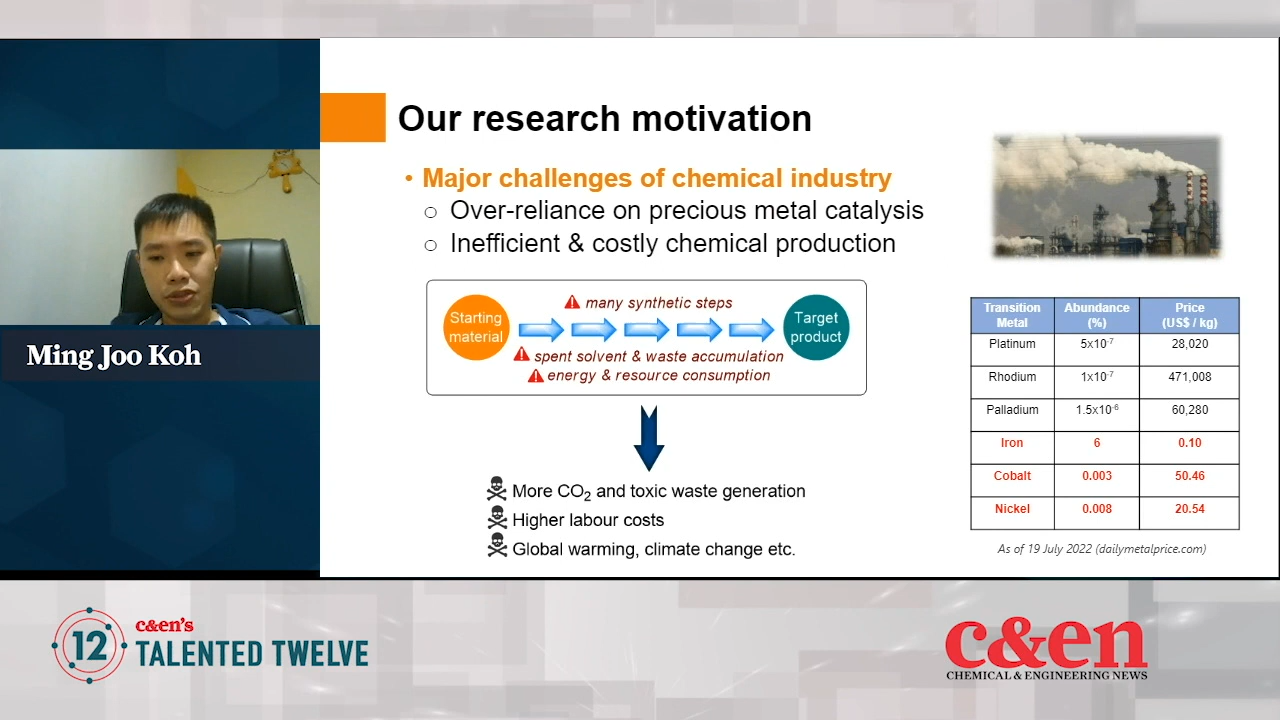 Our research motivation
• Major challenges of chemical industry
○ Over-reliance on precious metal catalysis
○ Inefficient & costly chemical production
Starting
material
many synthetic steps
spent solvent & waste accumulation
energy & resource consumption
Target
product
More CO₂ and toxic waste generation
Higher labour costs
Global warming, climate change etc.
Transition Metal Abundance (%) Price (US$ / kg)
Platinum 5x10⁻⁷ 28,020
Rhodium 1x10⁻⁷ 471,008
Palladium 1.5x10⁻⁶ 60,280
Iron 6 0.10
Cobalt 0.003 50.46
Nickel 0.008 20.54
As of 19 July 2022 (dailymetalprice.com)
Ming Joo Koh
12
c&en's
TALENTED TWELVE
c&en
CHEMICAL & ENGINEERING NEWS